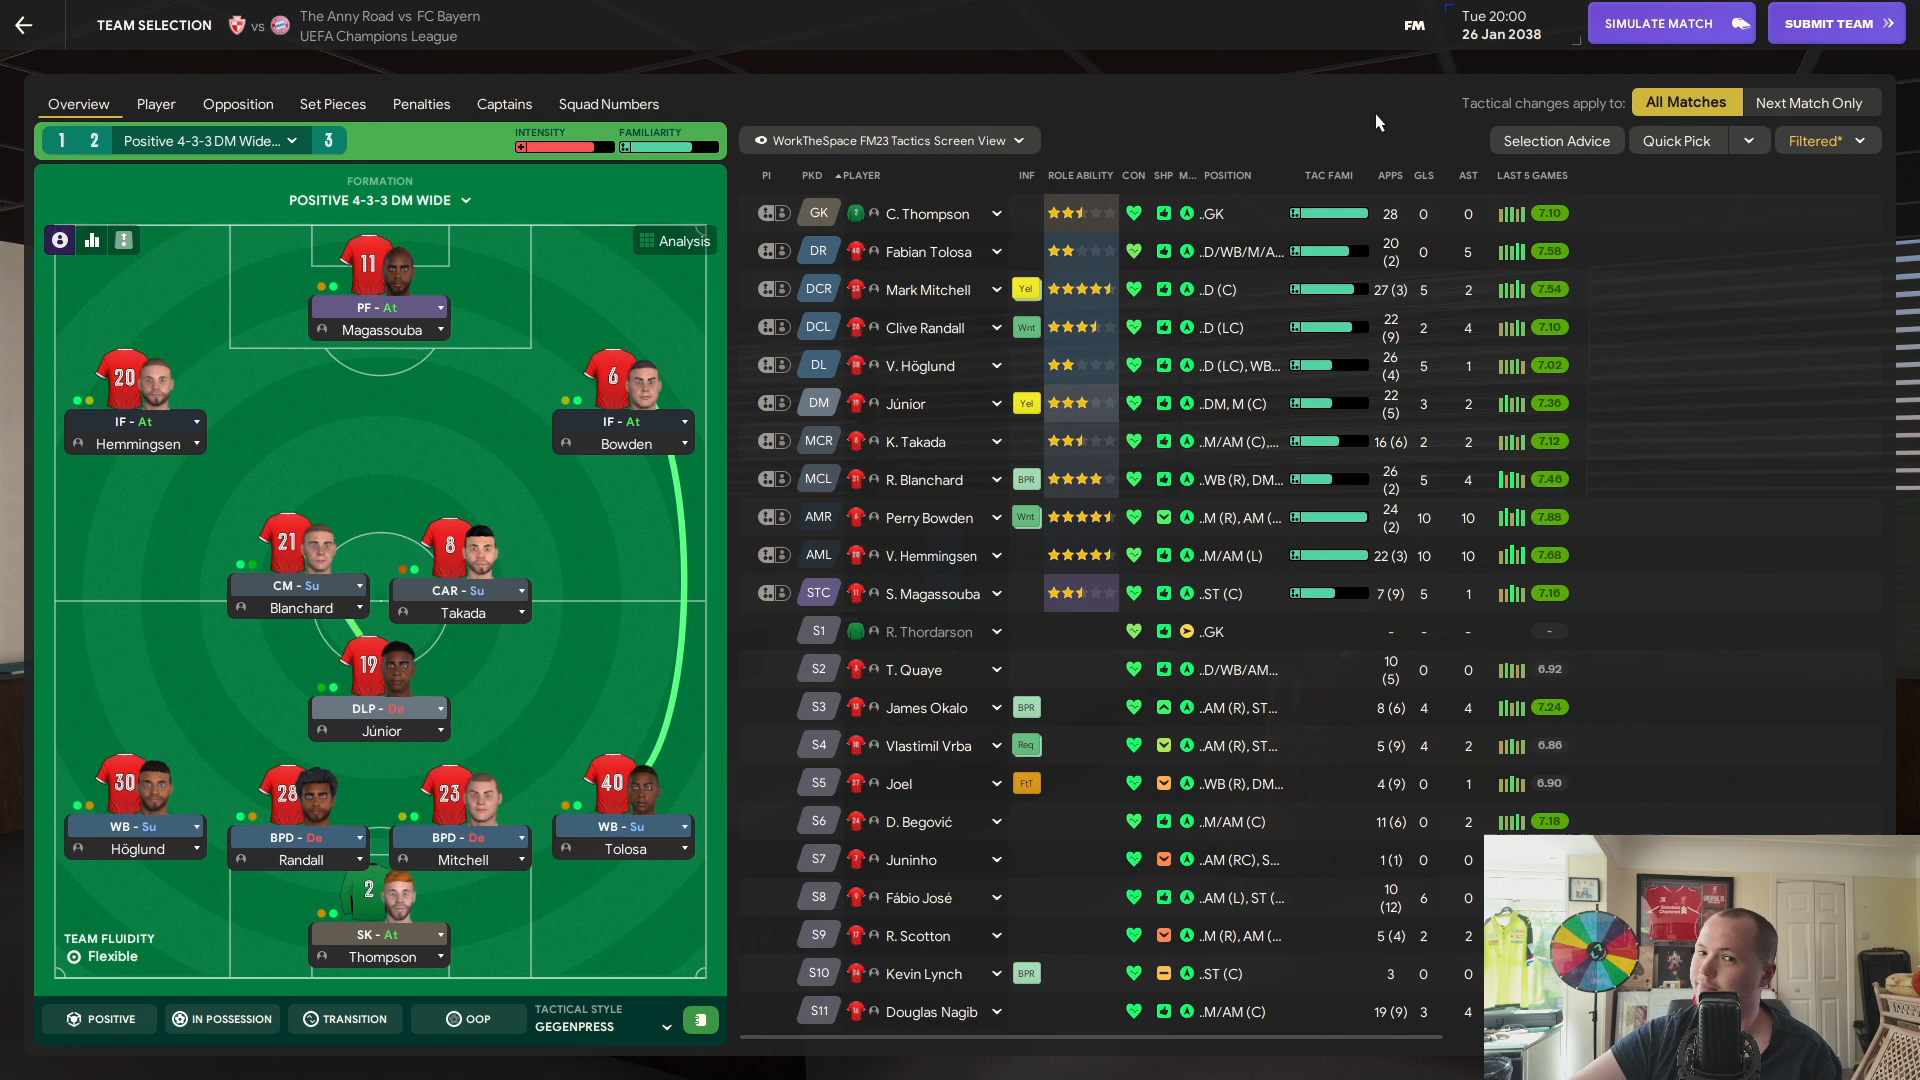 TEAM SELECTION vs The Anny Road vs FC Bayern
UEFA Champions League
FM Tue 20:00
26 Jan 2038
SIMULATE MATCH SUBMIT TEAM
Overview Player Opposition Set Pieces Penalties Captains Squad Numbers
Tactical changes apply to: All Matches Next Match Only
1 2 Positive 4-3-3 DM Wide... 3 INTENSITY FAMILIARITY
WorkTheSpace FM23 Tactics Screen View
Selection Advice Quick Pick Filtered*
FORMATION
POSITIVE 4-3-3 DM WIDE
Analysis
11
PF - At
Magassouba
20
IF - At
Hemmingsen
6
IF - At
Bowden
21
CM - Su
Blanchard
8
CAR - Su
Takada
19
DLP - De
Júnior
30
WB - Su
Höglund
28
BPD - De
Randall
23
BPD - De
Mitchell
40
WB - Su
Tolosa
2
SK - At
Thompson
TEAM FLUIDITY
Flexible
POSITIVE IN POSSESSION TRANSITION OOP
TACTICAL STYLE
GEGENPRESS
PI PKD PLAYER INF ROLE ABILITY CON SHP M... POSITION TAC FAMI APPS GLS AST LAST 5 GAMES
GK C. Thompson ..GK 28 0 0 7.10
DR Fabian Tolosa ..D/WB/M/A... 20 (2) 0 5 7.58
DCR Mark Mitchell Yel ..D (C) 27 (3) 5 2 7.54
DCL Clive Randall Wnt ..D (LC) 22 (9) 2 4 7.10
DL V. Höglund ..D (LC), WB... 26 (4) 5 1 7.02
DM Júnior Yel ..DM, M (C) 22 (5) 3 2 7.36
MCR K. Takada ..M/AM (C),... 16 (6) 2 2 7.12
MCL R. Blanchard BPR ..WB (R), DM... 26 (2) 5 4 7.46
AMR Perry Bowden Wnt ..M (R), AM (... 24 (2) 10 10 7.88
AML V. Hemmingsen ..M/AM (L) 22 (3) 10 10 7.68
STC S. Magassouba ..ST (C) 7 (9) 5 1 7.16
S1 R. Thordarson ..GK - - - -
S2 T. Quaye ..D/WB/AM... 10 (5) 0 0 6.92
S3 James Okalo BPR ..AM (R), ST... 8 (6) 4 4 7.24
S4 Vlastimil Vrba Req ..AM (R), ST... 5 (9) 4 2 6.86
S5 Joel FtT ..WB (R), DM... 4 (9) 0 1 6.90
S6 D. Begović ..M/AM (C) 11 (6) 0 2 7.18
S7 Juninho ..AM (RC), S... 1 (1) 0 0
S8 Fábio José ..AM (L), ST (... 10 (12) 6 0
S9 R. Scotton ..M (R), AM (... 5 (4) 2 2
S10 Kevin Lynch BPR ..ST (C) 3 0 0
S11 Douglas Nagib ..M/AM (C) 19 (9) 3 4